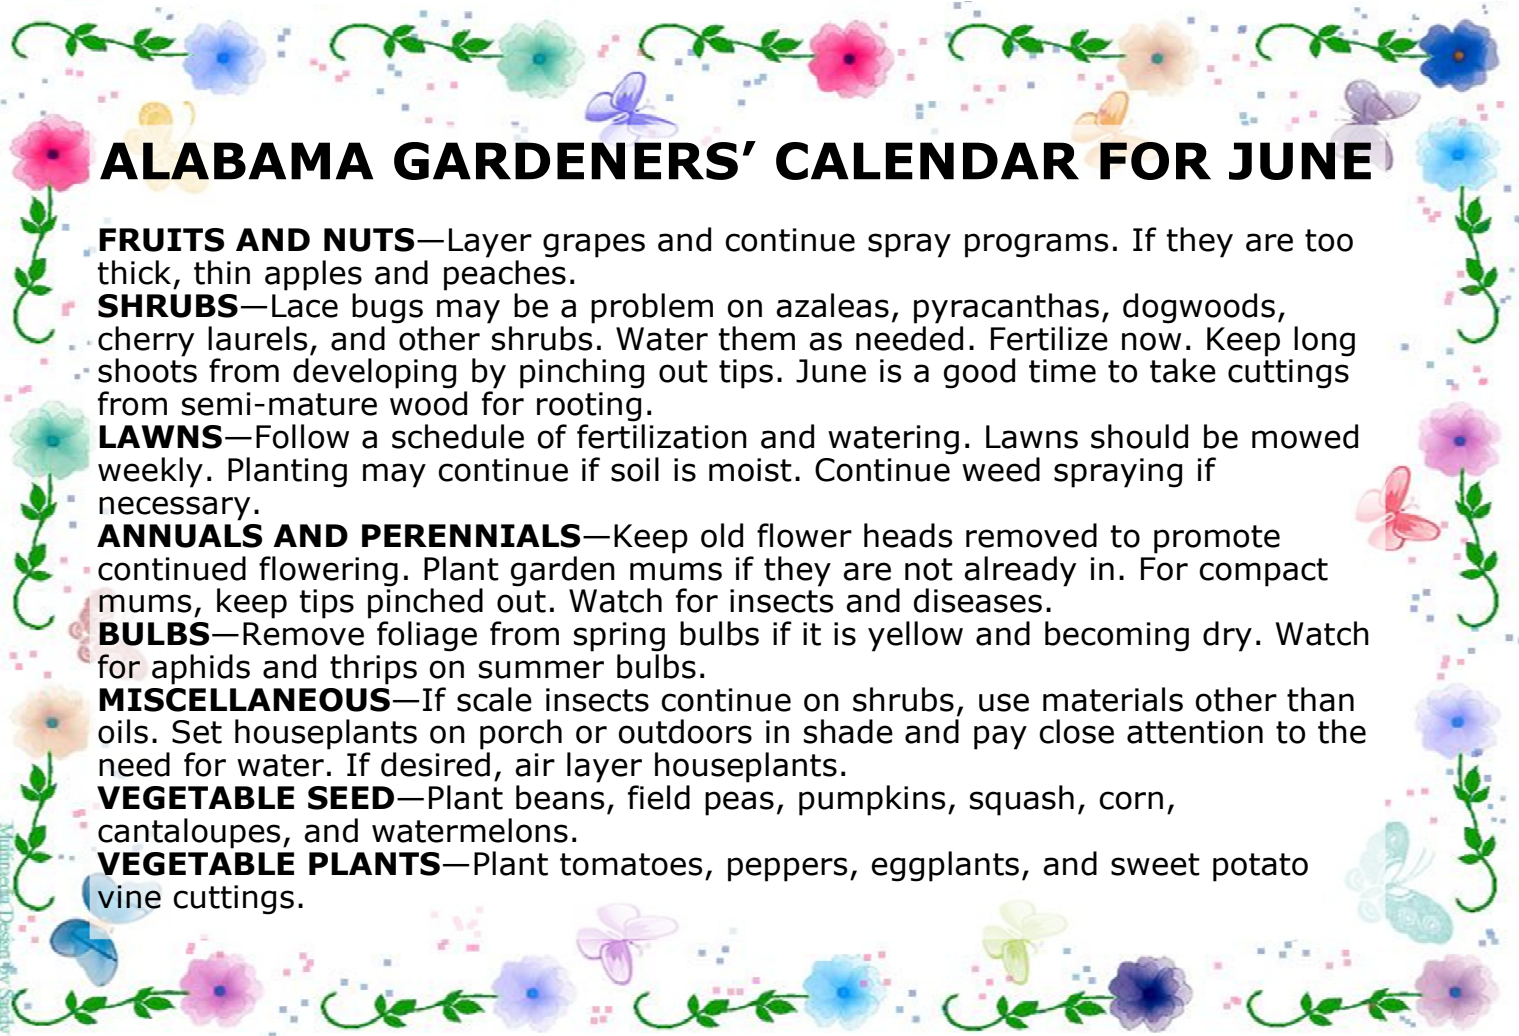 ALABAMA GARDENERS’ CALENDAR FOR JUNE
FRUITS AND NUTS—Layer grapes and continue spray programs. If they are too
thick, thin apples and peaches.
SHRUBS—Lace bugs may be a problem on azaleas, pyracanthas, dogwoods,
cherry laurels, and other shrubs. Water them as needed. Fertilize now. Keep long
shoots from developing by pinching out tips. June is a good time to take cuttings
from semi-mature wood for rooting.
LAWNS—Follow a schedule of fertilization and watering. Lawns should be mowed
weekly. Planting may continue if soil is moist. Continue weed spraying if
necessary.
ANNUALS AND PERENNIALS—Keep old flower heads removed to promote
continued flowering. Plant garden mums if they are not already in. For compact
mums, keep tips pinched out. Watch for insects and diseases.
BULBS—Remove foliage from spring bulbs if it is yellow and becoming dry. Watch
for aphids and thrips on summer bulbs.
MISCELLANEOUS—If scale insects continue on shrubs, use materials other than
oils. Set houseplants on porch or outdoors in shade and pay close attention to the
need for water. If desired, air layer houseplants.
VEGETABLE SEED—Plant beans, field peas, pumpkins, squash, corn,
cantaloupes, and watermelons.
VEGETABLE PLANTS—Plant tomatoes, peppers, eggplants, and sweet potato
vine cuttings.
Design by